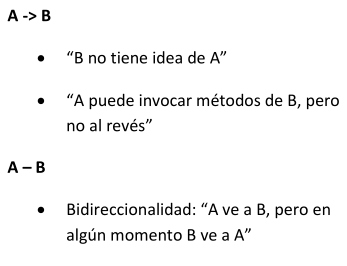 A -> B
• “B no tiene idea de A”
• “A puede invocar métodos de B, pero
no al revés”
A – B
• Bidireccionalidad: “A ve a B, pero en
algún momento B ve a A”